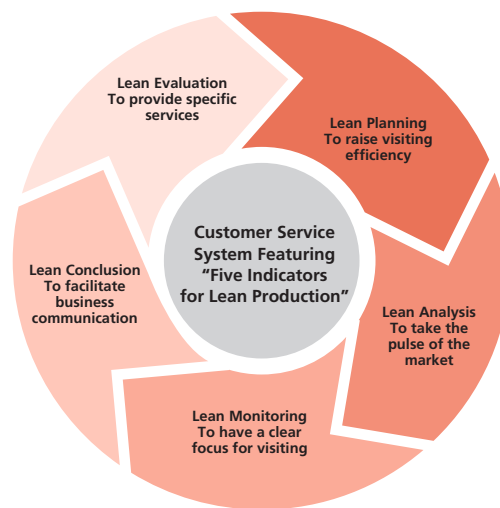 Lean Evaluation
To provide specific
services
Lean Planning
To raise visiting
efficiency
Customer Service
System Featuring
“Five Indicators
for Lean Production”
Lean Conclusion
To facilitate
business
communication
Lean Analysis
To take the
pulse of the
market
Lean Monitoring
To have a clear
focus for visiting